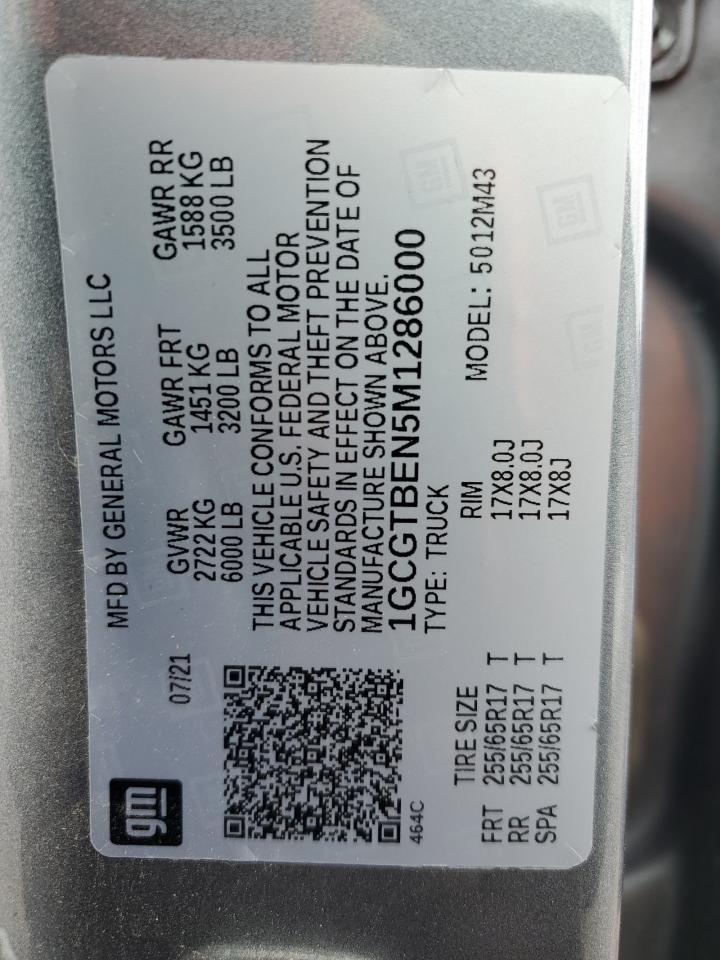 gm
MFD BY GENERAL MOTORS LLC
07/21
GVWR GAWR FRT GAWR RR
2722 KG 1451 KG 1588 KG
6000 LB 3200 LB 3500 LB
THIS VEHICLE CONFORMS TO ALL
APPLICABLE U.S. FEDERAL MOTOR
VEHICLE SAFETY AND THEFT PREVENTION
STANDARDS IN EFFECT ON THE DATE OF
MANUFACTURE SHOWN ABOVE.
1GCGTBEN5M1286000
TYPE: TRUCK
464C
TIRE SIZE RIM MODEL: 5012M43
FRT 255/65R17 T 17X8.0J
RR 255/65R17 T 17X8.0J
SPA 255/65R17 T 17X8J
GM
GM
GM